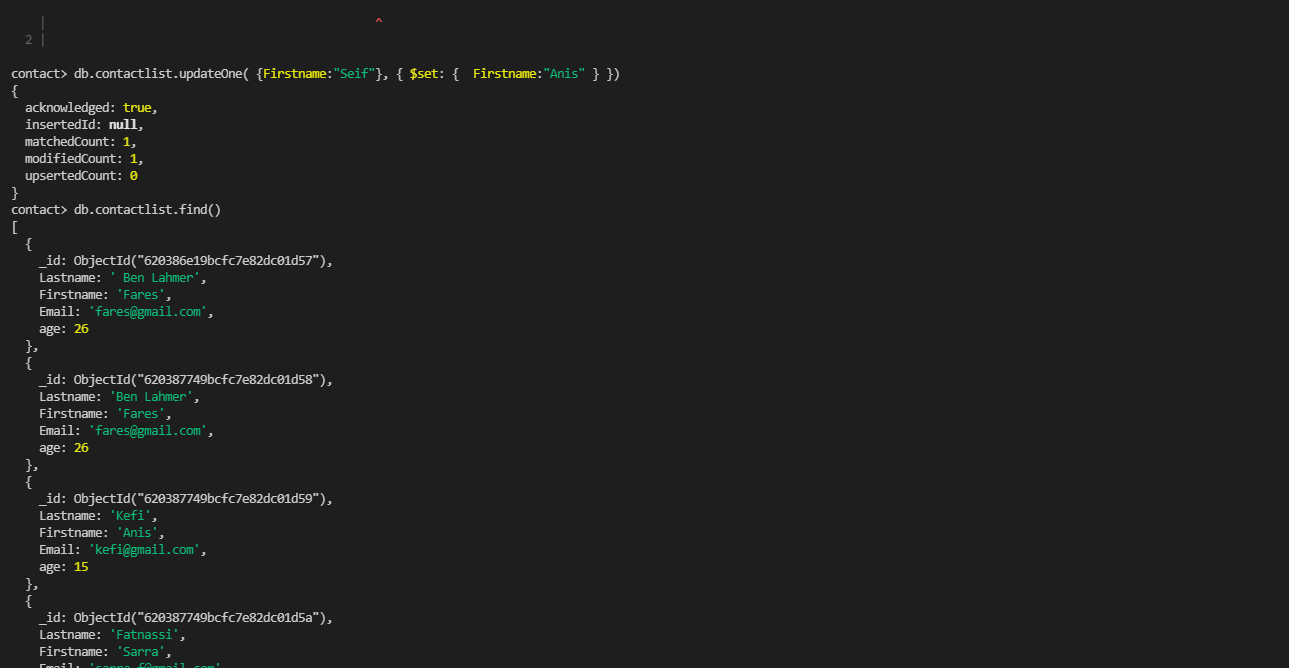 |
^
2 |
contact> db.contactlist.updateOne( {Firstname:"Seif"}, { $set: {  Firstname:"Anis" } })
{
  acknowledged: true,
  insertedId: null,
  matchedCount: 1,
  modifiedCount: 1,
  upsertedCount: 0
}
contact> db.contactlist.find()
[
  {
    _id: ObjectId("620386e19bcfc7e82dc01d57"),
    Lastname: ' Ben Lahmer',
    Firstname: 'Fares',
    Email: 'fares@gmail.com',
    age: 26
  },
  {
    _id: ObjectId("620387749bcfc7e82dc01d58"),
    Lastname: 'Ben Lahmer',
    Firstname: 'Fares',
    Email: 'fares@gmail.com',
    age: 26
  },
  {
    _id: ObjectId("620387749bcfc7e82dc01d59"),
    Lastname: 'Kefi',
    Firstname: 'Anis',
    Email: 'kefi@gmail.com',
    age: 15
  },
  {
    _id: ObjectId("620387749bcfc7e82dc01d5a"),
    Lastname: 'Fatnassi',
    Firstname: 'Sarra',
    Email: 'sarra.f@gmail.com'